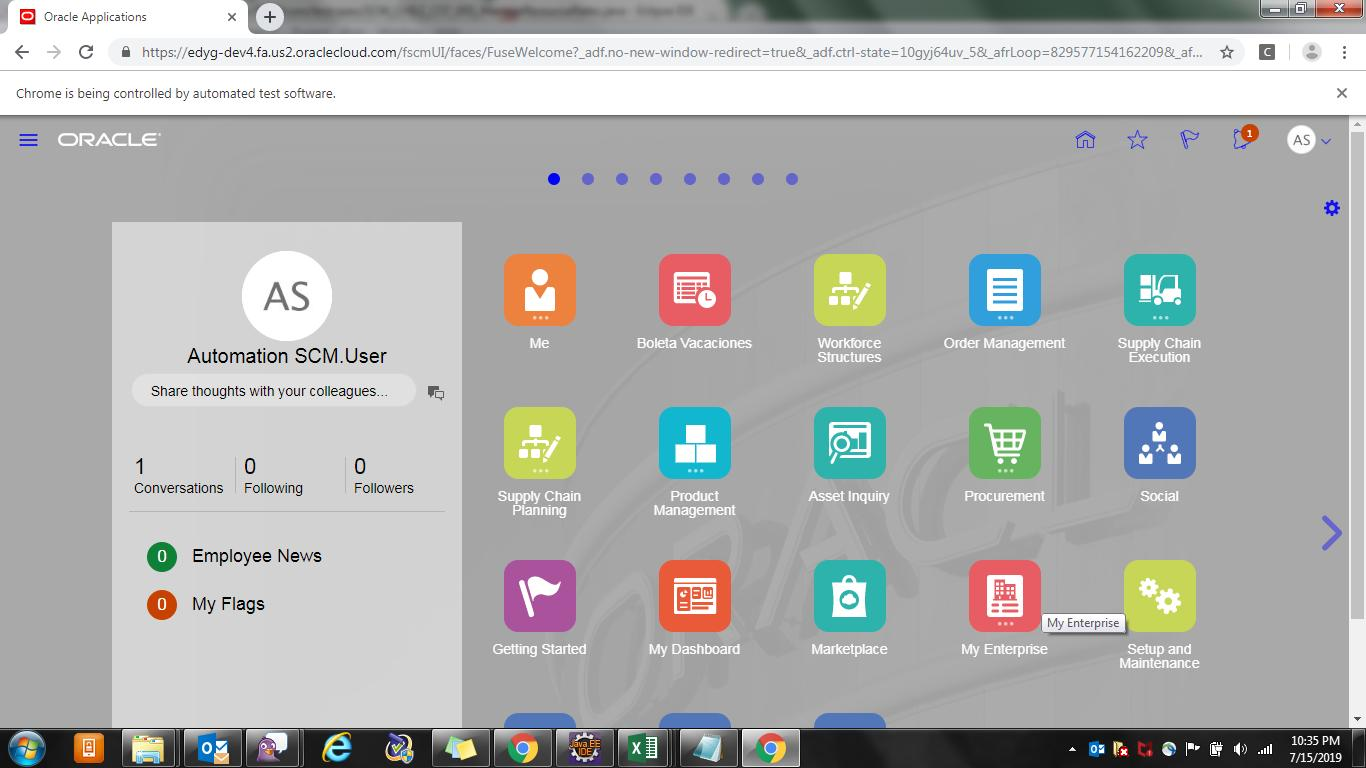 Oracle Applications
https://edyg-dev4.fa.us2.oraclecloud.com/fscmUI/faces/FuseWelcome?_adf.no-new-window-redirect=true&_adf.ctrl-state=10gyj64uv_5&_afrLoop=829577154162209&_af...
C
Chrome is being controlled by automated test software.
ORACLE
1
AS
AS
Automation SCM.User
Share thoughts with your colleagues...
1
0
0
Conversations
Following
Followers
0 Employee News
0 My Flags
Me
Boleta Vacaciones
Workforce
Structures
Order Management
Supply Chain
Execution
Supply Chain
Planning
Product
Management
Asset Inquiry
Procurement
Social
Getting Started
My Dashboard
Marketplace
My Enterprise
My Enterprise
Setup and
Maintenance
ORACL
Java EE
IDE
10:35 PM
7/15/2019